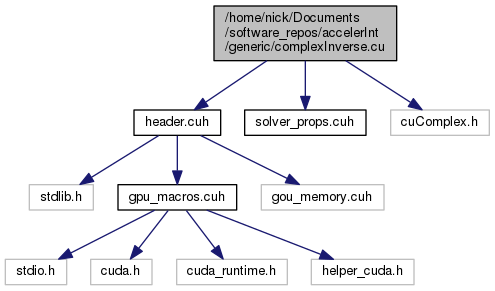 /home/nick/Documents
/software_repos/accelerInt
/generic/complexInverse.cu
header.cuh
solver_props.cuh
cuComplex.h
stdlib.h
gpu_macros.cuh
gou_memory.cuh
stdio.h
cuda.h
cuda_runtime.h
helper_cuda.h